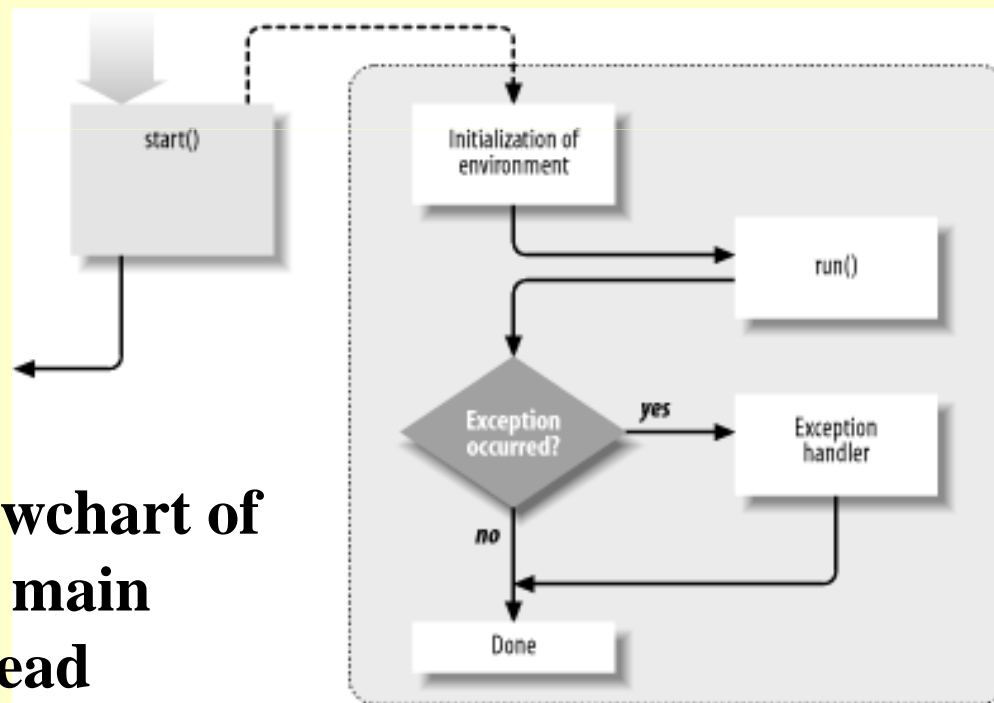 start()
Initialization of
environment
run()
Exception
occurred?
yes
Exception
handler
no
Done
wchart of
main
ead